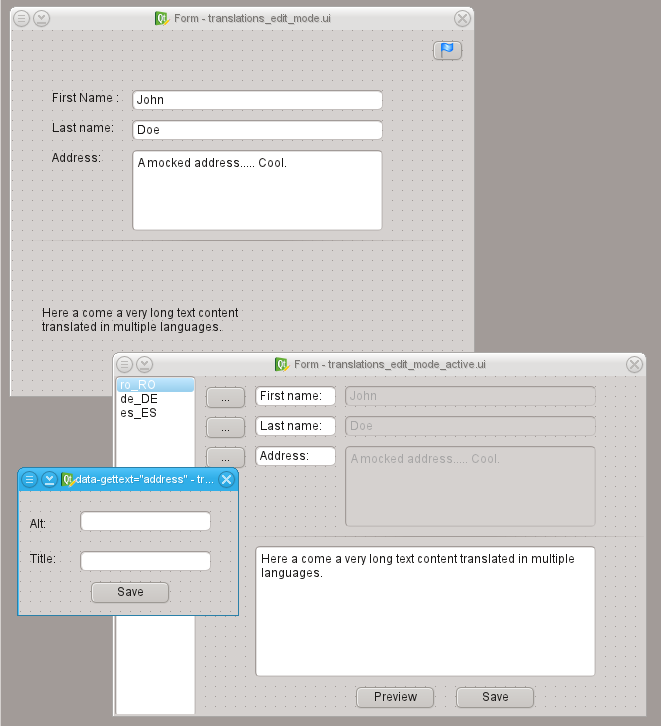 Form - translations_edit_mode.ui
First Name :
John
Last name:
Doe
Address:
A mocked address..... Cool.
Here a come a very long text content
translated in multiple languages.
Form - translations_edit_mode_active.ui
ro_RO
de_DE
es_ES
...
First name:
John
...
Last name:
Doe
...
Address:
A mocked address..... Cool.
data-gettext="address" - tr...
Alt:
Title:
Save
Here a come a very long text content translated in multiple
languages.
Preview
Save